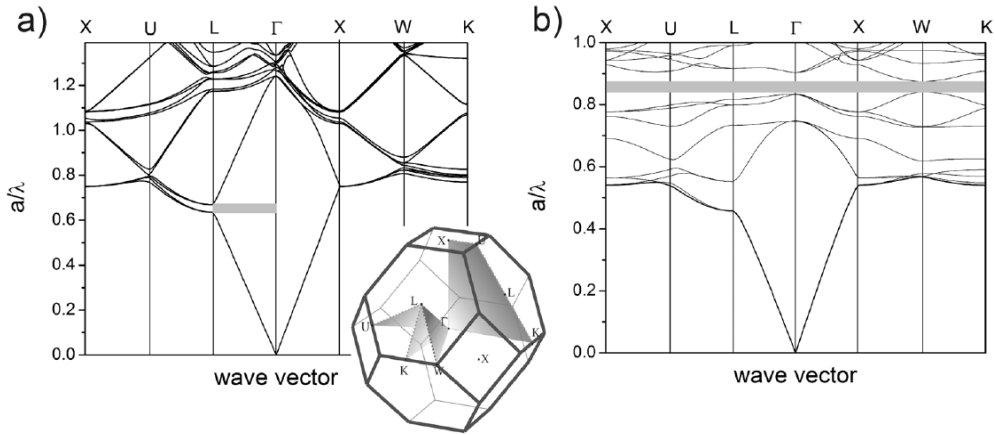 a)
X U L Γ X W K
1.2
1.0
0.8
0.6
0.4
0.2
0.0
a/λ
wave vector
X U
L
L
Γ
U
K
X
K W
b)
X U L Γ X W K
1.0
0.8
0.6
0.4
0.2
0.0
a/λ
wave vector